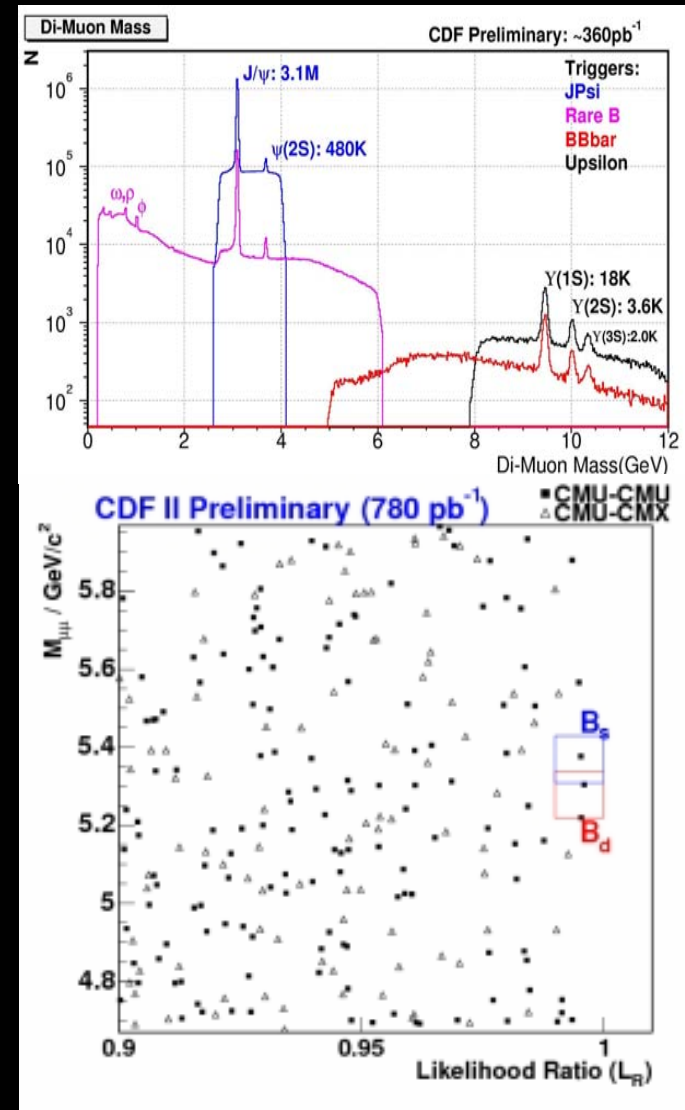 Di-Muon Mass
CDF Preliminary: ~360pb⁻¹
N
10⁶
10⁵
10⁴
10³
10²
J/ψ: 3.1M
ψ(2S): 480K
ω,ρ
ϕ
Triggers:
JPsi
Rare B
BBbar
Upsilon
Υ(1S): 18K
Υ(2S): 3.6K
Υ(3S):2.0K
0 2 4 6 8 10 12
Di-Muon Mass(GeV)
CDF II Preliminary (780 pb⁻¹)
CMU-CMU
CMU-CMX
M_μμ / GeV/c²
5.8
5.6
5.4
5.2
5
4.8
B_s
B_d
0.9 0.95 1
Likelihood Ratio (L_R)